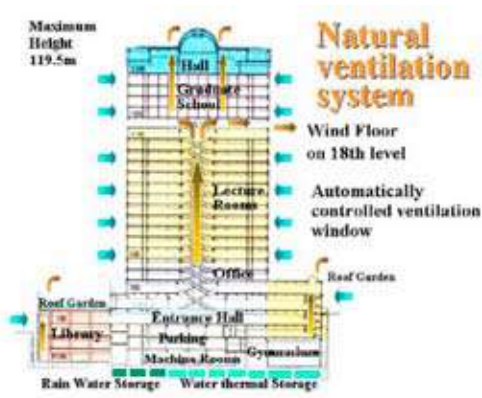 Maximum
Height
119.5m
Natural
ventilation
system
Hall
Graduate
School
Wind Floor
on 18th level
Lecture
Rooms
Automatically
controlled ventilation
window
Office
Roof Garden
Roof Garden
Entrance Hall
Library
Parking
Gymnasium
Machine Rooms
Rain Water Storage
Water thermal Storage